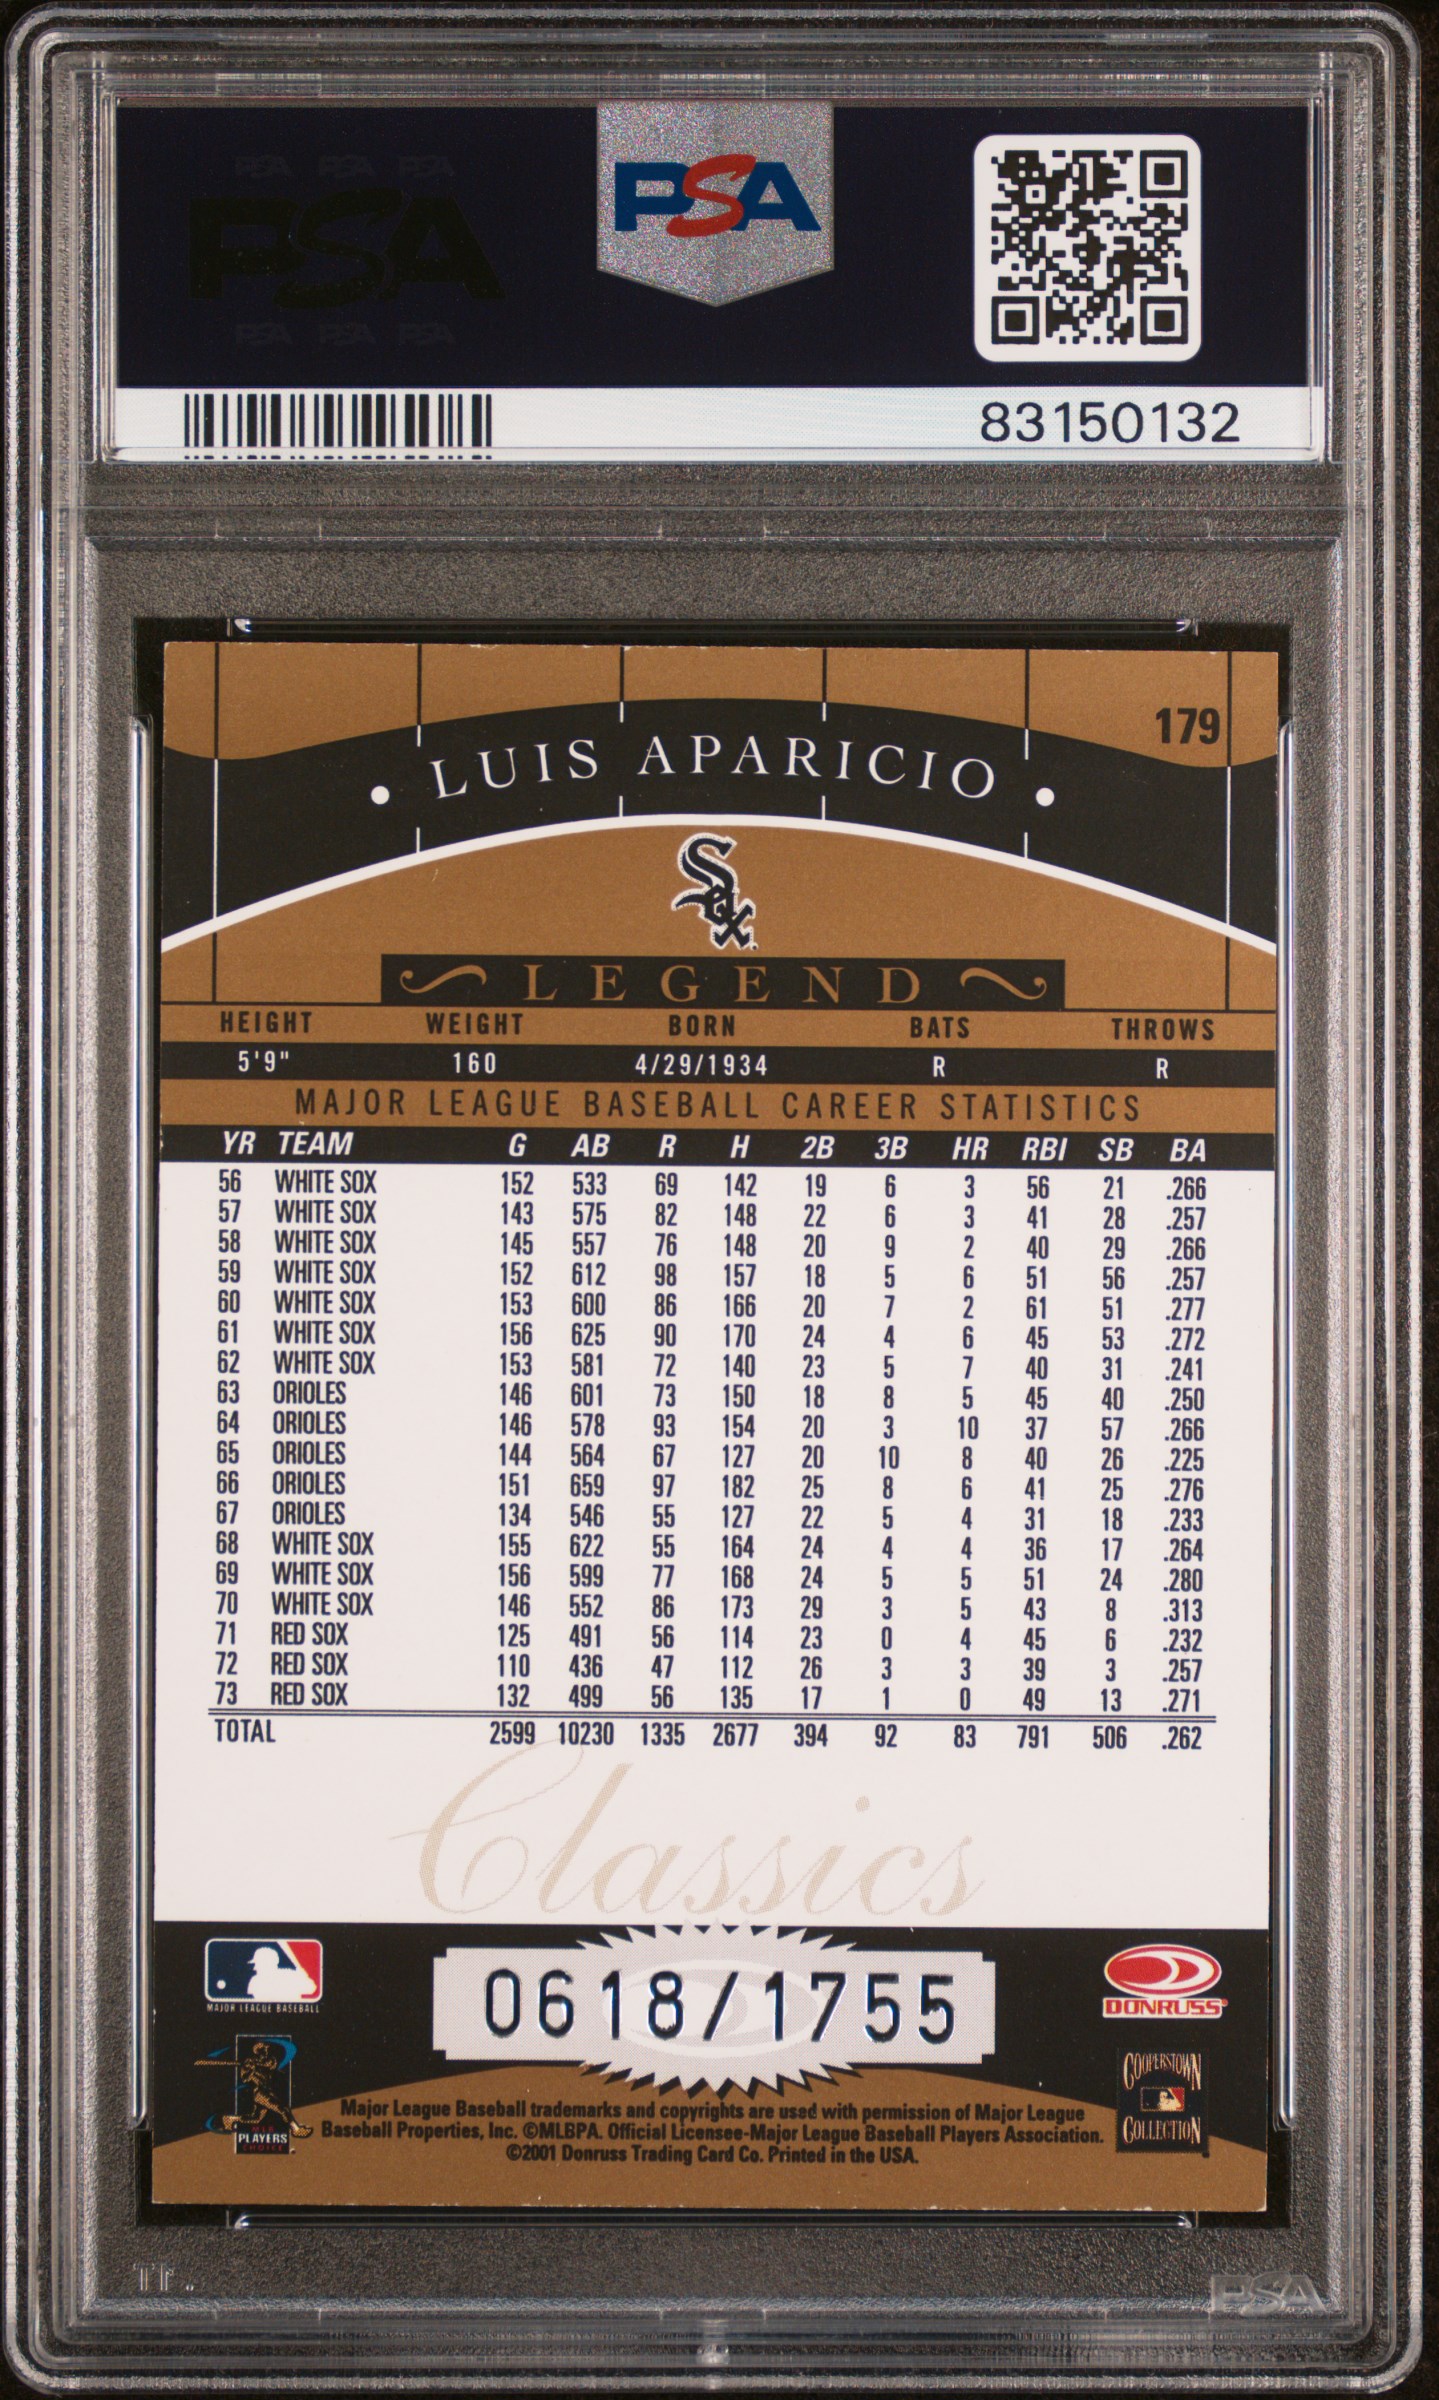 PSA PSA PSA
PSA
PSA PSA PSA
PSA
83150132
179
• LUIS APARICIO •
Sox
LEGEND
HEIGHT WEIGHT BORN BATS THROWS
5'9" 160 4/29/1934 R R
MAJOR LEAGUE BASEBALL CAREER STATISTICS
YR TEAM G AB R H 2B 3B HR RBI SB BA
56 WHITE SOX 152 533 69 142 19 6 3 56 21 .266
57 WHITE SOX 143 575 82 148 22 6 3 41 28 .257
58 WHITE SOX 145 557 76 148 20 9 2 40 29 .266
59 WHITE SOX 152 612 98 157 18 5 6 51 56 .257
60 WHITE SOX 153 600 86 166 20 7 2 61 51 .277
61 WHITE SOX 156 625 90 170 24 4 6 45 53 .272
62 WHITE SOX 153 581 72 140 23 5 7 40 31 .241
63 ORIOLES 146 601 73 150 18 8 5 45 40 .250
64 ORIOLES 146 578 93 154 20 3 10 37 57 .266
65 ORIOLES 144 564 67 127 20 10 8 40 26 .225
66 ORIOLES 151 659 97 182 25 8 6 41 25 .276
67 ORIOLES 134 546 55 127 22 5 4 31 18 .233
68 WHITE SOX 155 622 55 164 24 4 4 36 17 .264
69 WHITE SOX 156 599 77 168 24 5 5 51 24 .280
70 WHITE SOX 146 552 86 173 29 3 5 43 8 .313
71 RED SOX 125 491 56 114 23 0 4 45 6 .232
72 RED SOX 110 436 47 112 26 3 3 39 3 .257
73 RED SOX 132 499 56 135 17 1 0 49 13 .271
TOTAL 2599 10230 1335 2677 394 92 83 791 506 .262
Classics
MAJOR LEAGUE BASEBALL
0618/1755
DONRUSS
PLAYERS
CHOICE
COOPERSTOWN
COLLECTION
Major League Baseball trademarks and copyrights are used with permission of Major League
Baseball Properties, Inc. ©MLBPA. Official Licensee-Major League Baseball Players Association.
©2001 Donruss Trading Card Co. Printed in the USA.
PSA